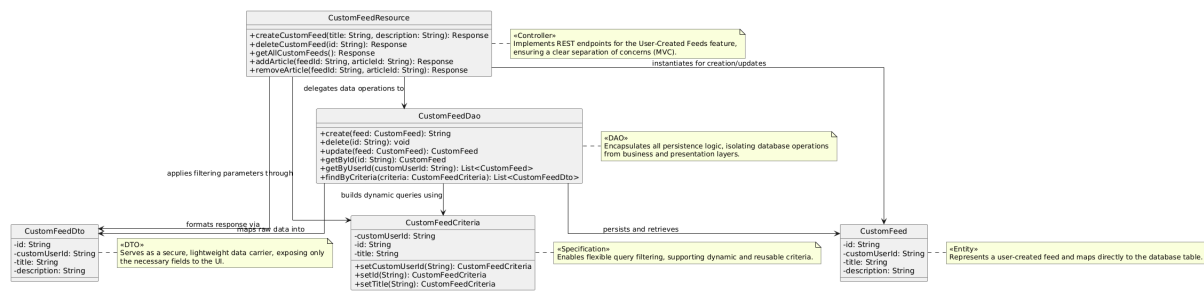 CustomFeedResource
+createCustomFeed(title: String, description: String): Response
+deleteCustomFeed(id: String): Response
+getAllCustomFeeds(): Response
+addArticle(feedId: String, articleId: String): Response
+removeArticle(feedId: String, articleId: String): Response
«Controller»
Implements REST endpoints for the User-Created Feeds feature,
ensuring a clear separation of concerns (MVC).
instantiates for creation/updates
delegates data operations to
CustomFeedDao
+create(feed: CustomFeed): String
+delete(id: String): void
+update(feed: CustomFeed): CustomFeed
+getById(id: String): CustomFeed
+getByUserId(customUserId: String): List<CustomFeed>
+findByCriteria(criteria: CustomFeedCriteria): List<CustomFeedDto>
«DAO»
Encapsulates all persistence logic, isolating database operations
from business and presentation layers.
applies filtering parameters through
builds dynamic queries using
formats response via
maps raw data into
persists and retrieves
CustomFeedDto
-id: String
-customUserId: String
-title: String
-description: String
«DTO»
Serves as a secure, lightweight data carrier, exposing only
the necessary fields to the UI.
CustomFeedCriteria
-customUserId: String
-id: String
-title: String
+setCustomUserId(String): CustomFeedCriteria
+setId(String): CustomFeedCriteria
+setTitle(String): CustomFeedCriteria
«Specification»
Enables flexible query filtering, supporting dynamic and reusable criteria.
CustomFeed
-id: String
-customUserId: String
-title: String
-description: String
«Entity»
Represents a user-created feed and maps directly to the database table.